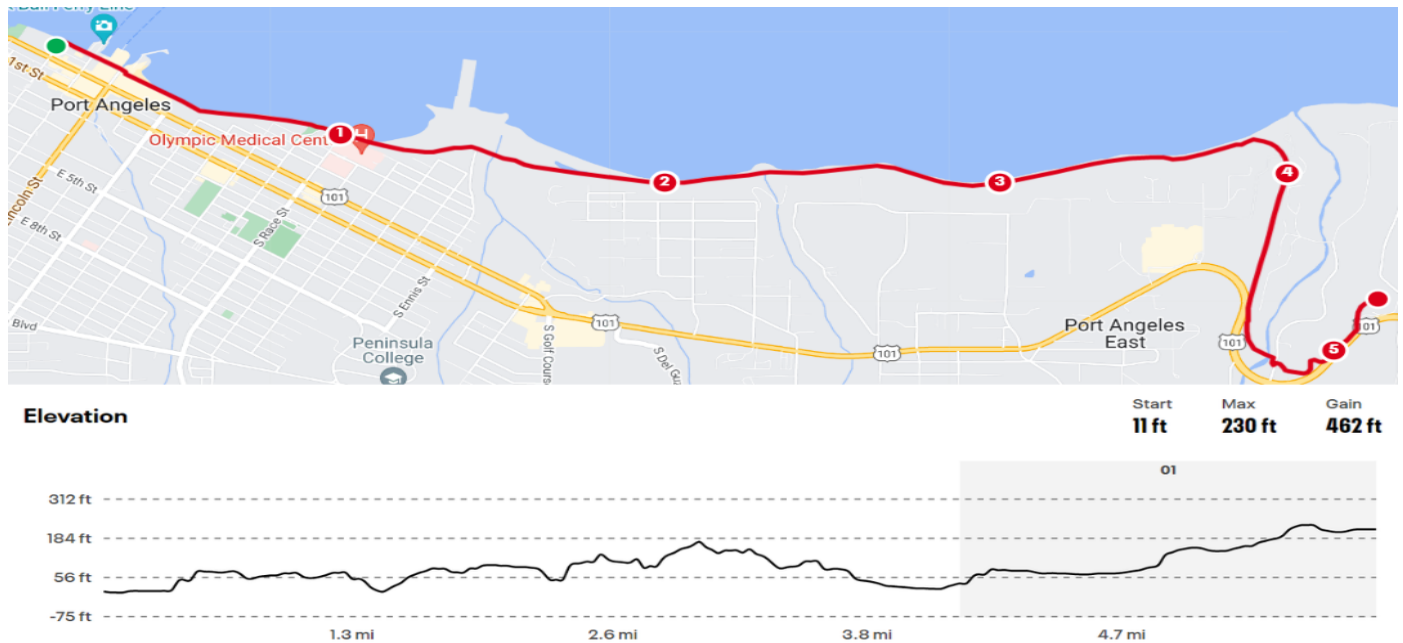 1st St
Port Angeles
1
Olympic Medical Cent
H
2
3
4
101
E 5th St
E 8th St
S Race St
S Ennis St
Blvd
Peninsula
College
S Golf Cours
101
S Del Gu
101
Port Angeles
East
101
101
5
Elevation
Start
Max
Gain
11 ft
230 ft
462 ft
01
312 ft
184 ft
56 ft
-75 ft
1.3 mi
2.6 mi
3.8 mi
4.7 mi